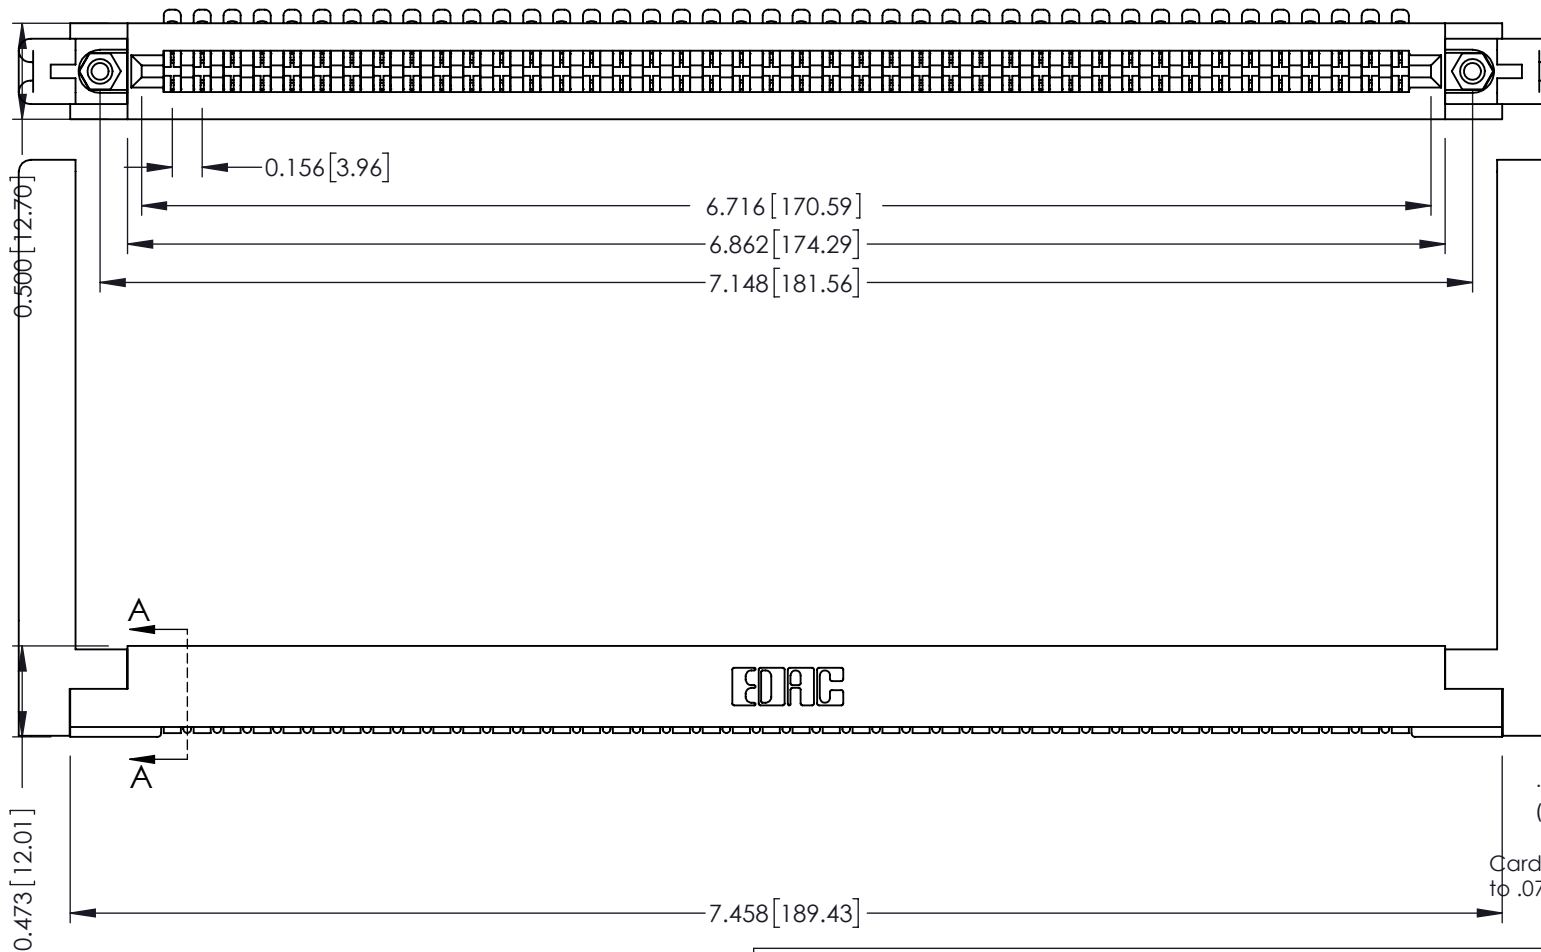 0.156[3.96]
6.716[170.59]
6.862[174.29]
7.148[181.56]
0.500[12.70]
A
EDAC
A
.
(
Card
to .07
0.473[12.01]
7.458[189.43]